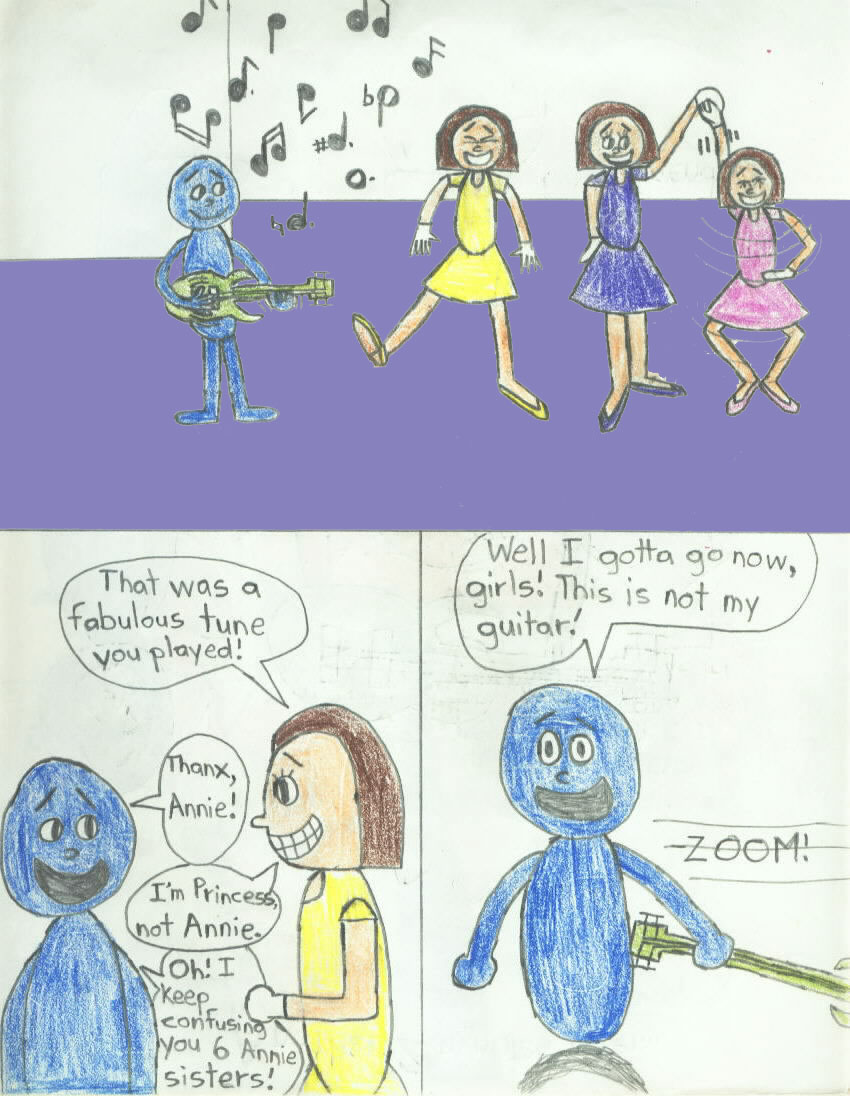 That was a
fabulous tune
you played!
Thanx,
Annie!
I'm Princess,
not Annie.
Oh! I
keep
confusing
you 6 Annie
sisters!
Well I gotta go now,
girls! This is not my
guitar!
ZOOM!